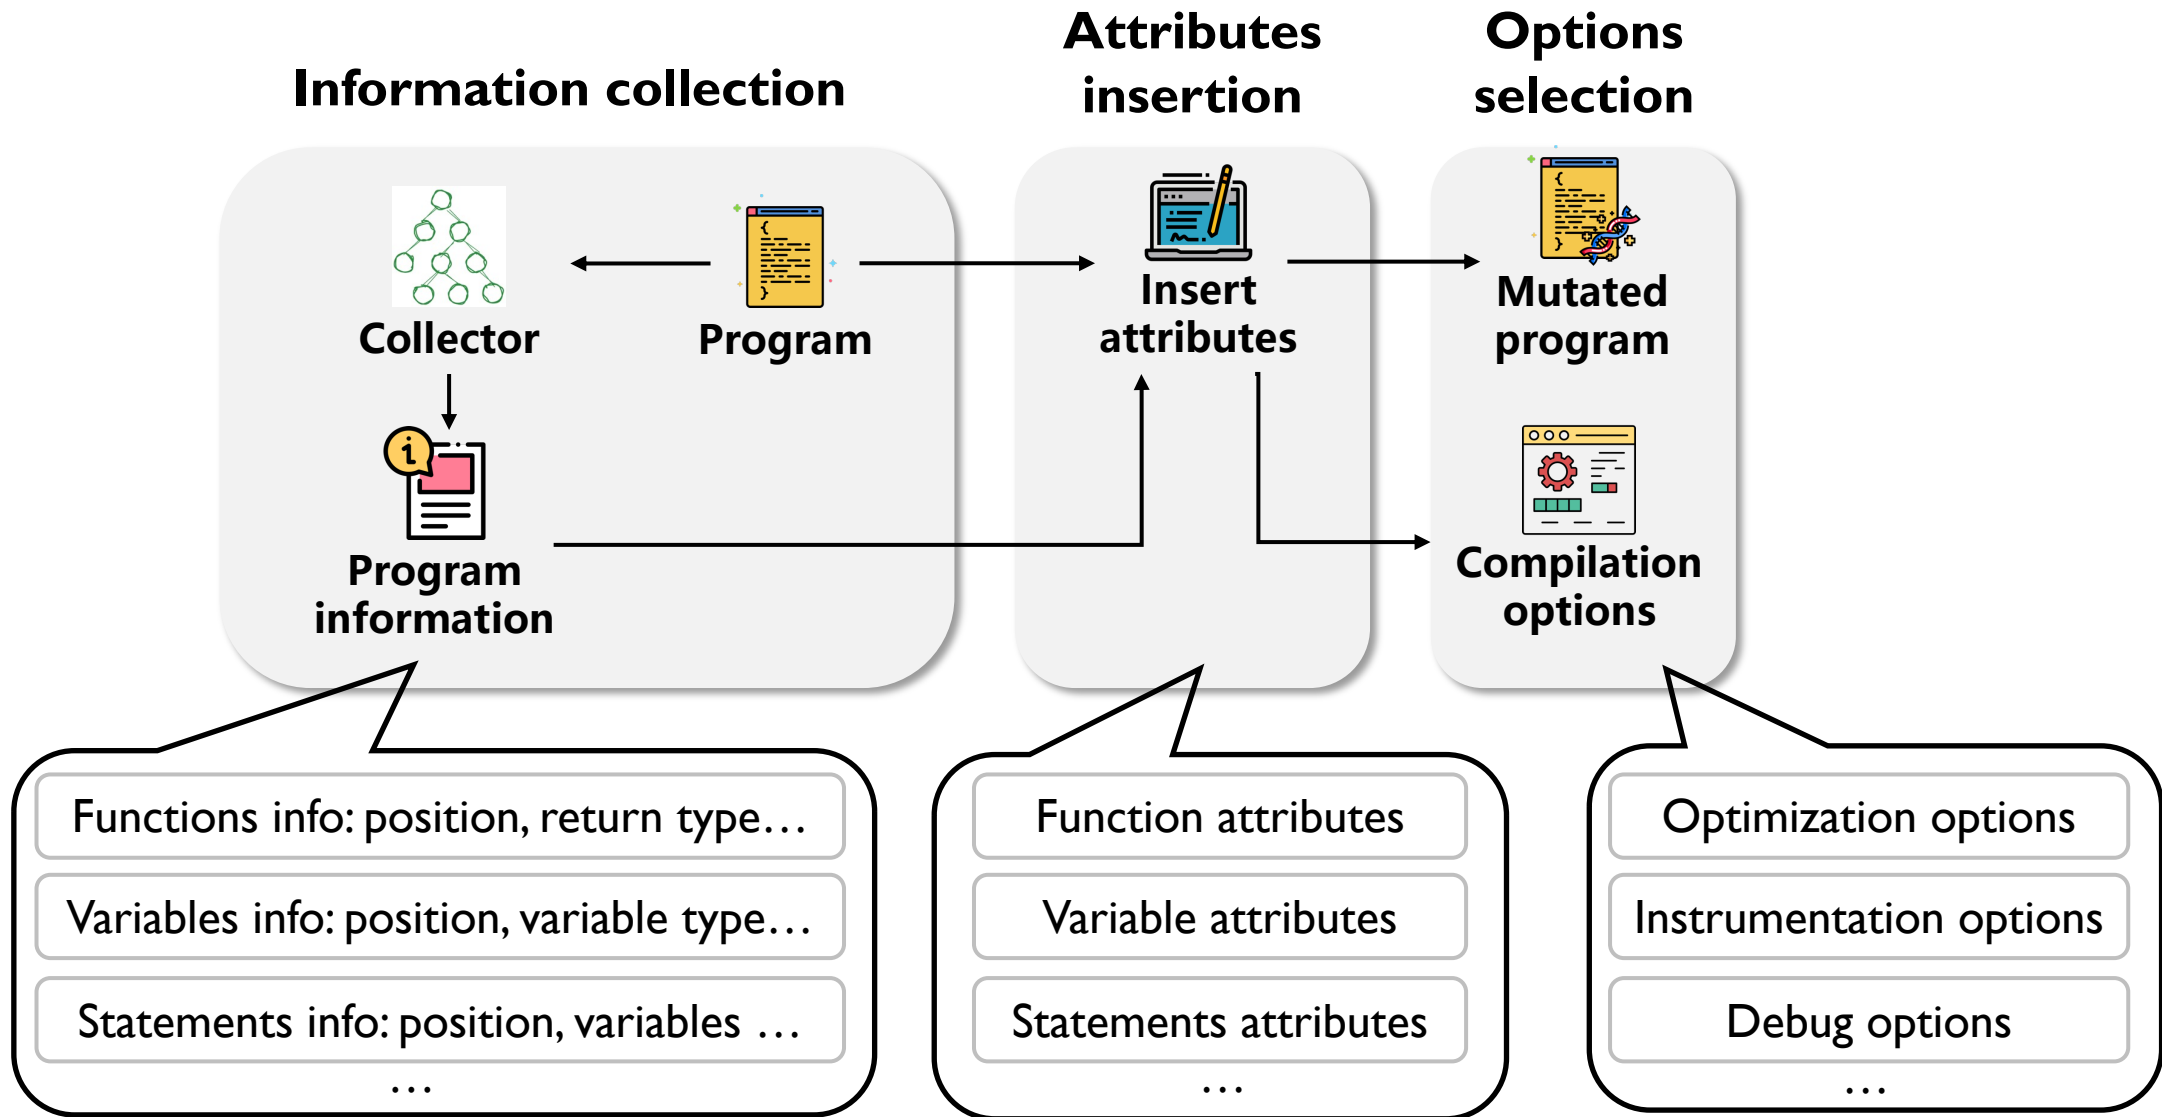 Information collection
Attributes
insertion
Options
selection
Collector
Program
Program
information
Insert
attributes
Mutated
program
Compilation
options
Functions info: position, return type…
Variables info: position, variable type…
Statements info: position, variables …
…
Function attributes
Variable attributes
Statements attributes
…
Optimization options
Instrumentation options
Debug options
…